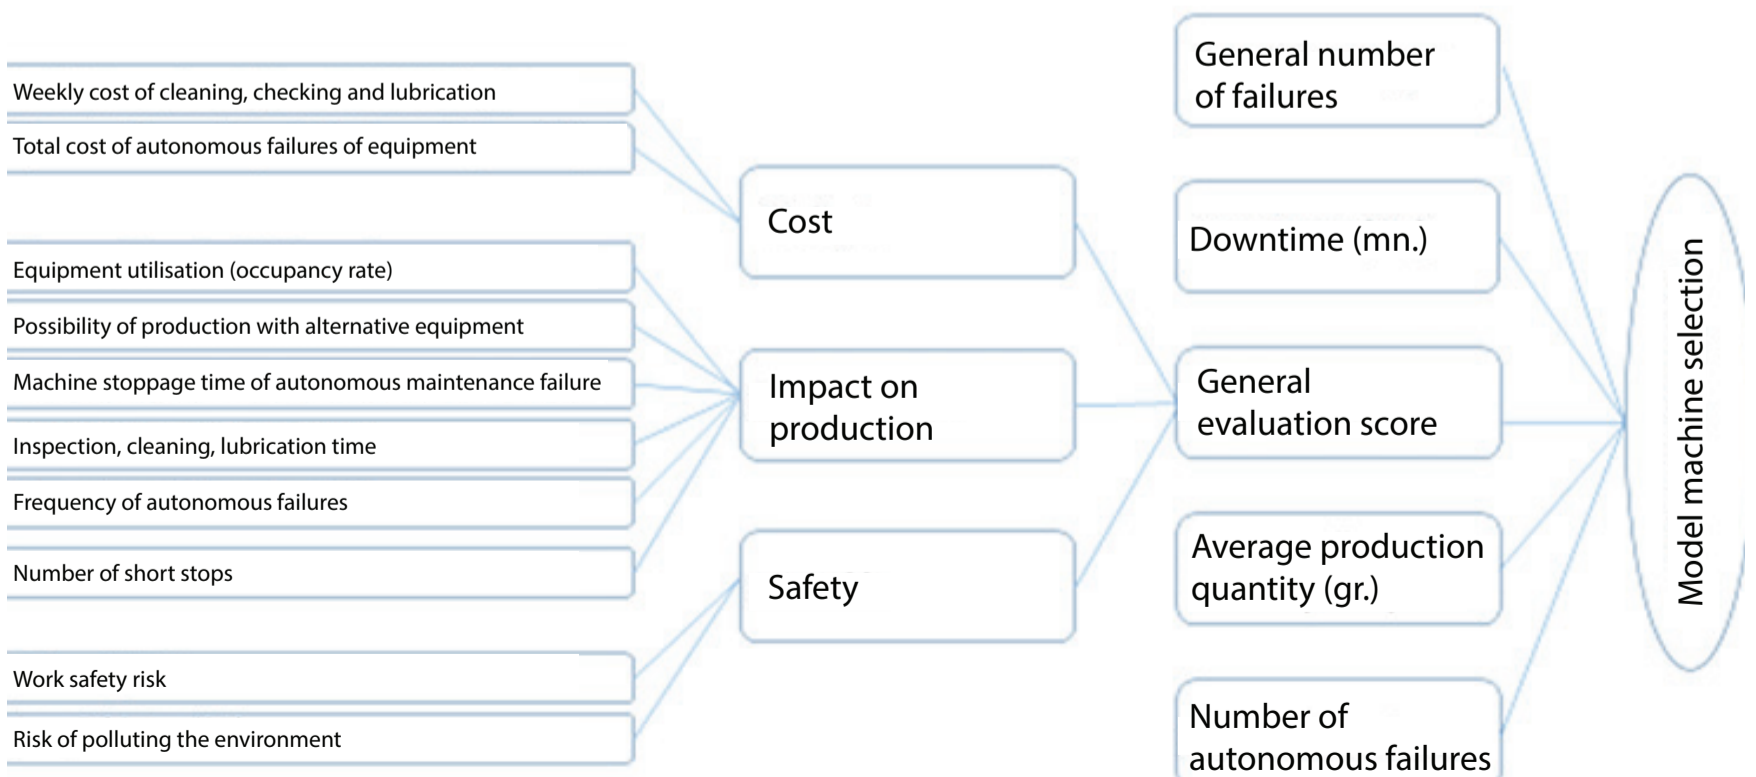 Weekly cost of cleaning, checking and lubrication
Total cost of autonomous failures of equipment
Equipment utilisation (occupancy rate)
Possibility of production with alternative equipment
Machine stoppage time of autonomous maintenance failure
Inspection, cleaning, lubrication time
Frequency of autonomous failures
Number of short stops
Work safety risk
Risk of polluting the environment
Cost
Impact on
production
Safety
General number
of failures
Downtime (mn.)
General
evaluation score
Average production
quantity (gr.)
Number of
autonomous failures
Model machine selection